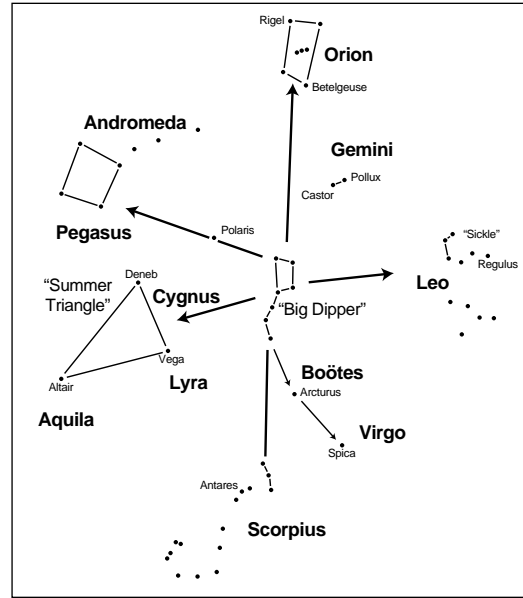 Rigel
Orion
Betelgeuse
Andromeda
Gemini
Pollux
Castor
Polaris
Pegasus
"Sickle"
Regulus
Leo
Deneb
"Summer
Triangle"
Cygnus
"Big Dipper"
Vega
Lyra
Altair
Aquila
Boötes
Arcturus
Virgo
Spica
Antares
Scorpius